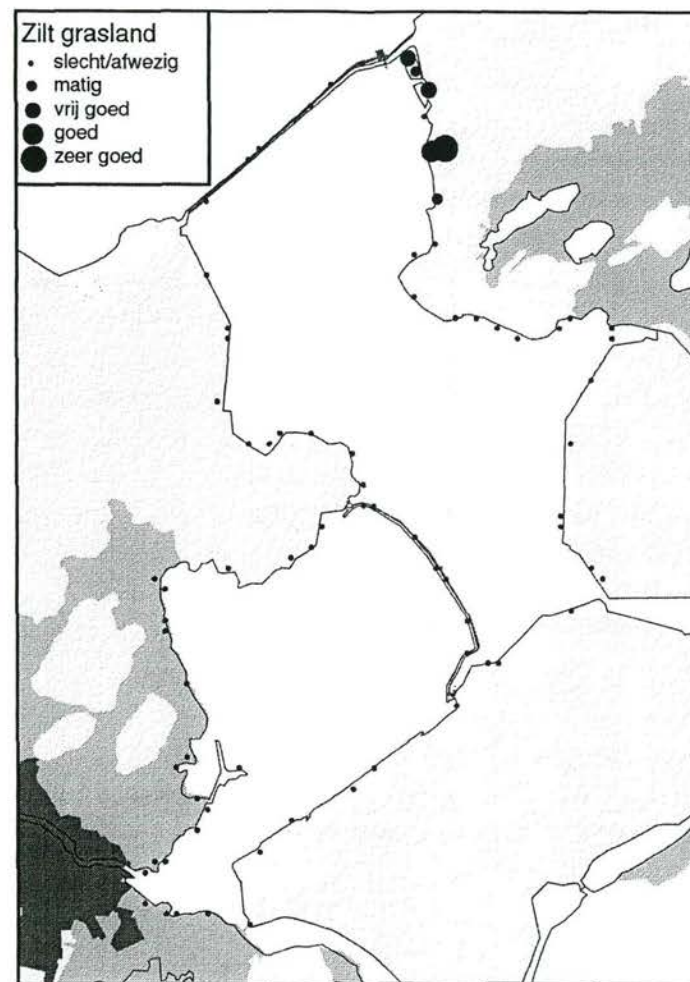 Zilt grasland
slecht/afwezig
matig
vrij goed
goed
zeer goed